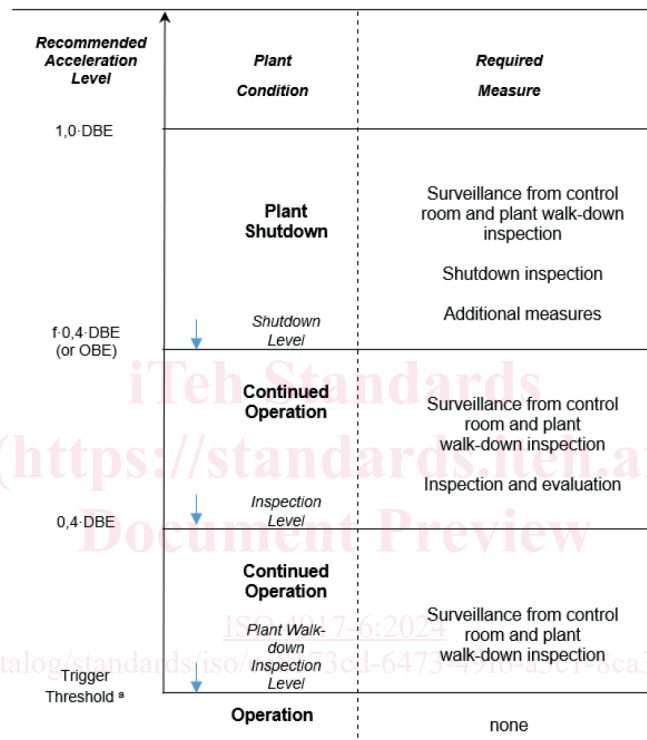 Recommended
Acceleration
Level
Plant
Condition
Required
Measure
1,0·DBE
Plant
Shutdown
Surveillance from control
room and plant walk-down
inspection
Shutdown inspection
Additional measures
Shutdown
Level
f·0,4·DBE
(or OBE)
iTeh Standards
Continued
Operation
Surveillance from control
room and plant
walk-down inspection
(https://standards.iteh.ai
Inspection and evaluation
Inspection
Level
0,4·DBE
Document Preview
Continued
Operation
ISO 4917-6:2024
Plant Walk-
down
Inspection
Level
Surveillance from control
room and plant
walk-down inspection
Trigger
Threshold ª
Operation
none